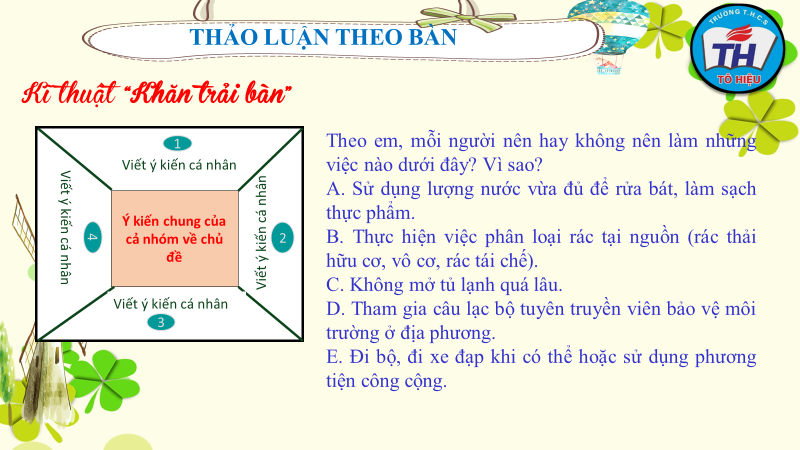 THẢO LUẬN THEO BÀN
TRƯỜNG T.H.C.S
TH
TÔ HIỆU
Kĩ thuật “Khăn trải bàn”
1
Viết ý kiến cá nhân
Viết ý kiến cá nhân
4
Ý kiến chung của
cả nhóm về chủ
đề
Viết ý kiến cá nhân
2
Viết ý kiến cá nhân
3
Theo em, mỗi người nên hay không nên làm những
việc nào dưới đây? Vì sao?
A. Sử dụng lượng nước vừa đủ để rửa bát, làm sạch
thực phẩm.
B. Thực hiện việc phân loại rác tại nguồn (rác thải
hữu cơ, vô cơ, rác tái chế).
C. Không mở tủ lạnh quá lâu.
D. Tham gia câu lạc bộ tuyên truyền viên bảo vệ môi
trường ở địa phương.
E. Đi bộ, đi xe đạp khi có thể hoặc sử dụng phương
tiện công cộng.